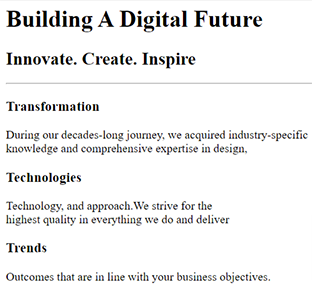 Building A Digital Future
Innovate. Create. Inspire
Transformation
During our decades-long journey, we acquired industry-specific
knowledge and comprehensive expertise in design,
Technologies
Technology, and approach.We strive for the
highest quality in everything we do and deliver
Trends
Outcomes that are in line with your business objectives.